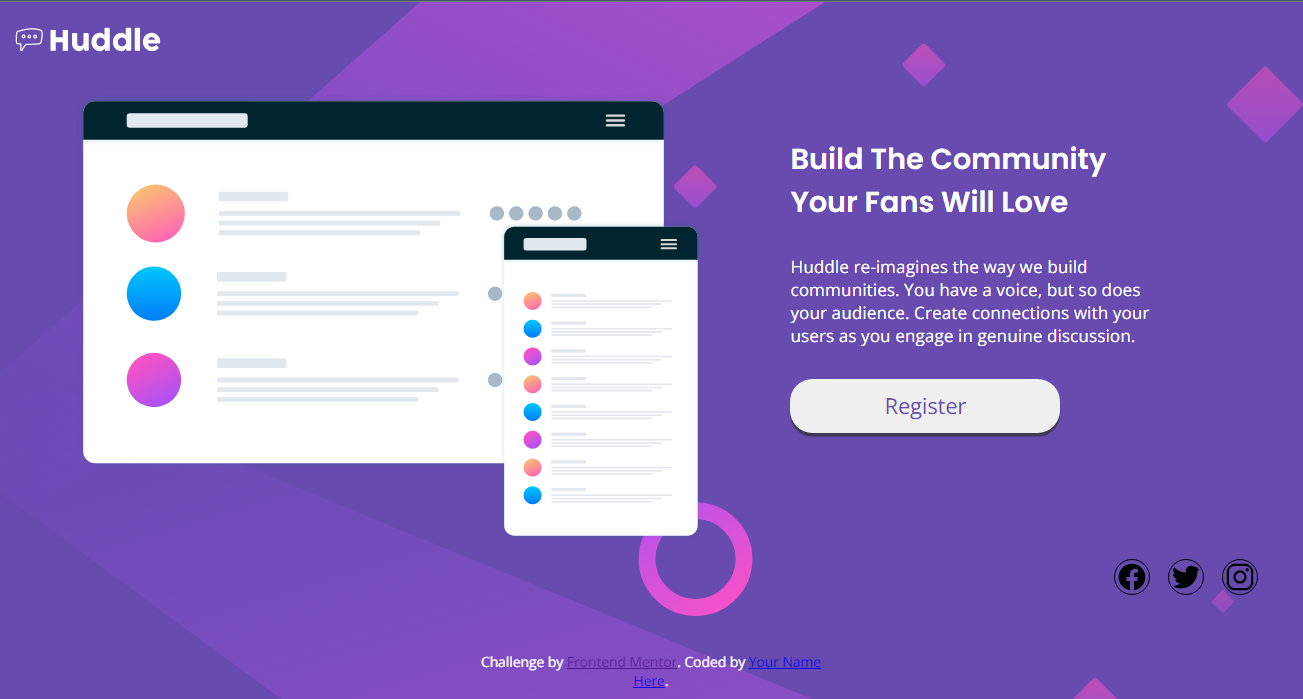 Huddle
Build The Community
Your Fans Will Love
Huddle re-imagines the way we build
communities. You have a voice, but so does
your audience. Create connections with your
users as you engage in genuine discussion.
Register
Challenge by Frontend Mentor. Coded by Your Name
Here.